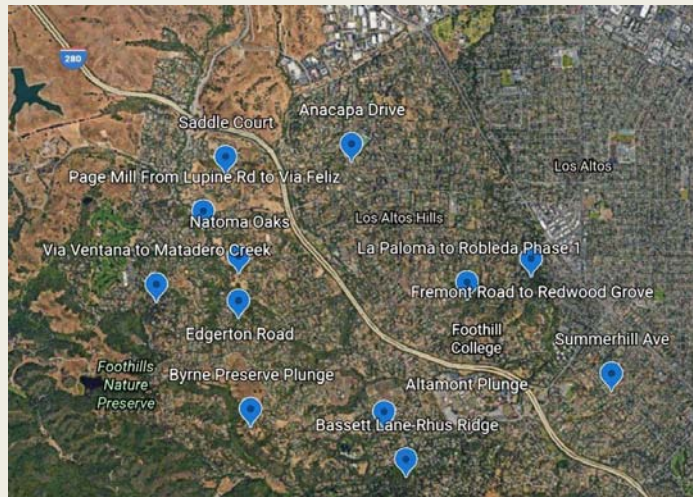 280
Anacapa Drive
Saddle Court
Los Altos
Page Mill From Lupine Rd to Via Feliz
Natoma Oaks
Los Altos Hills
Via Ventana to Matadero Creek
La Paloma to Robleda Phase 1
Fremont Road to Redwood Grove
Edgerton Road
Foothill
College
Summerhill Ave
Foothills
Nature
Preserve
Byrne Preserve Plunge
Altamont Plunge
Bassett Lane-Rhus Ridge